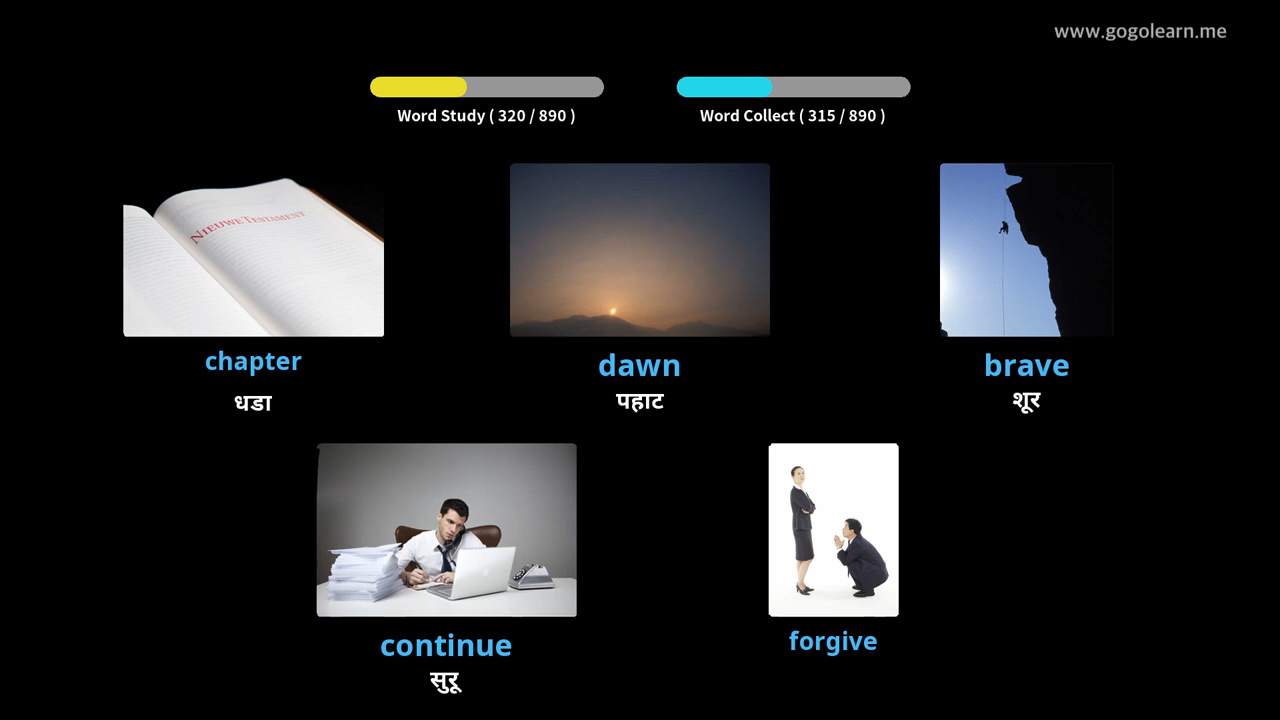 www.gogolearn.me
Word Study ( 320 / 890 )
Word Collect ( 315 / 890 )
NIEUWE TESTAMENT
chapter
धडा
dawn
पहाट
brave
शूर
continue
सुरू
forgive